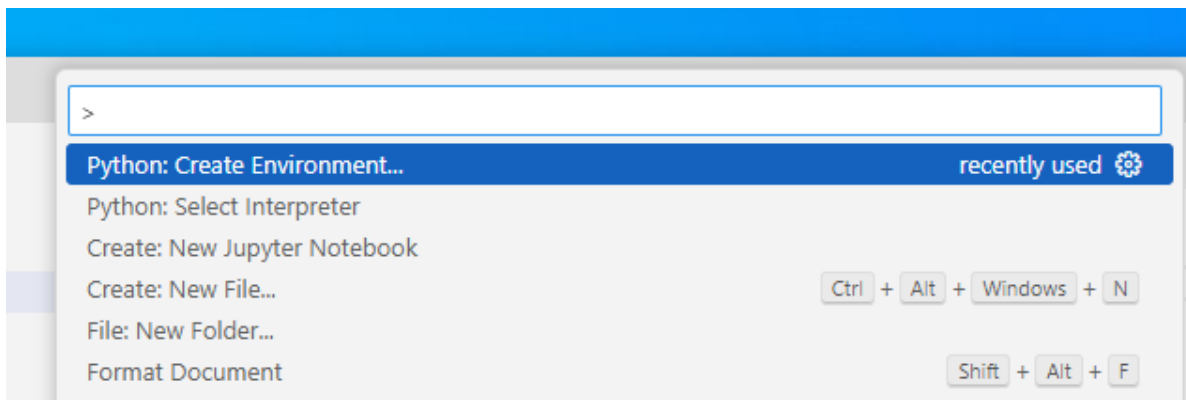 >
Python: Create Environment... recently used
Python: Select Interpreter
Create: New Jupyter Notebook
Create: New File... Ctrl + Alt + Windows + N
File: New Folder...
Format Document Shift + Alt + F